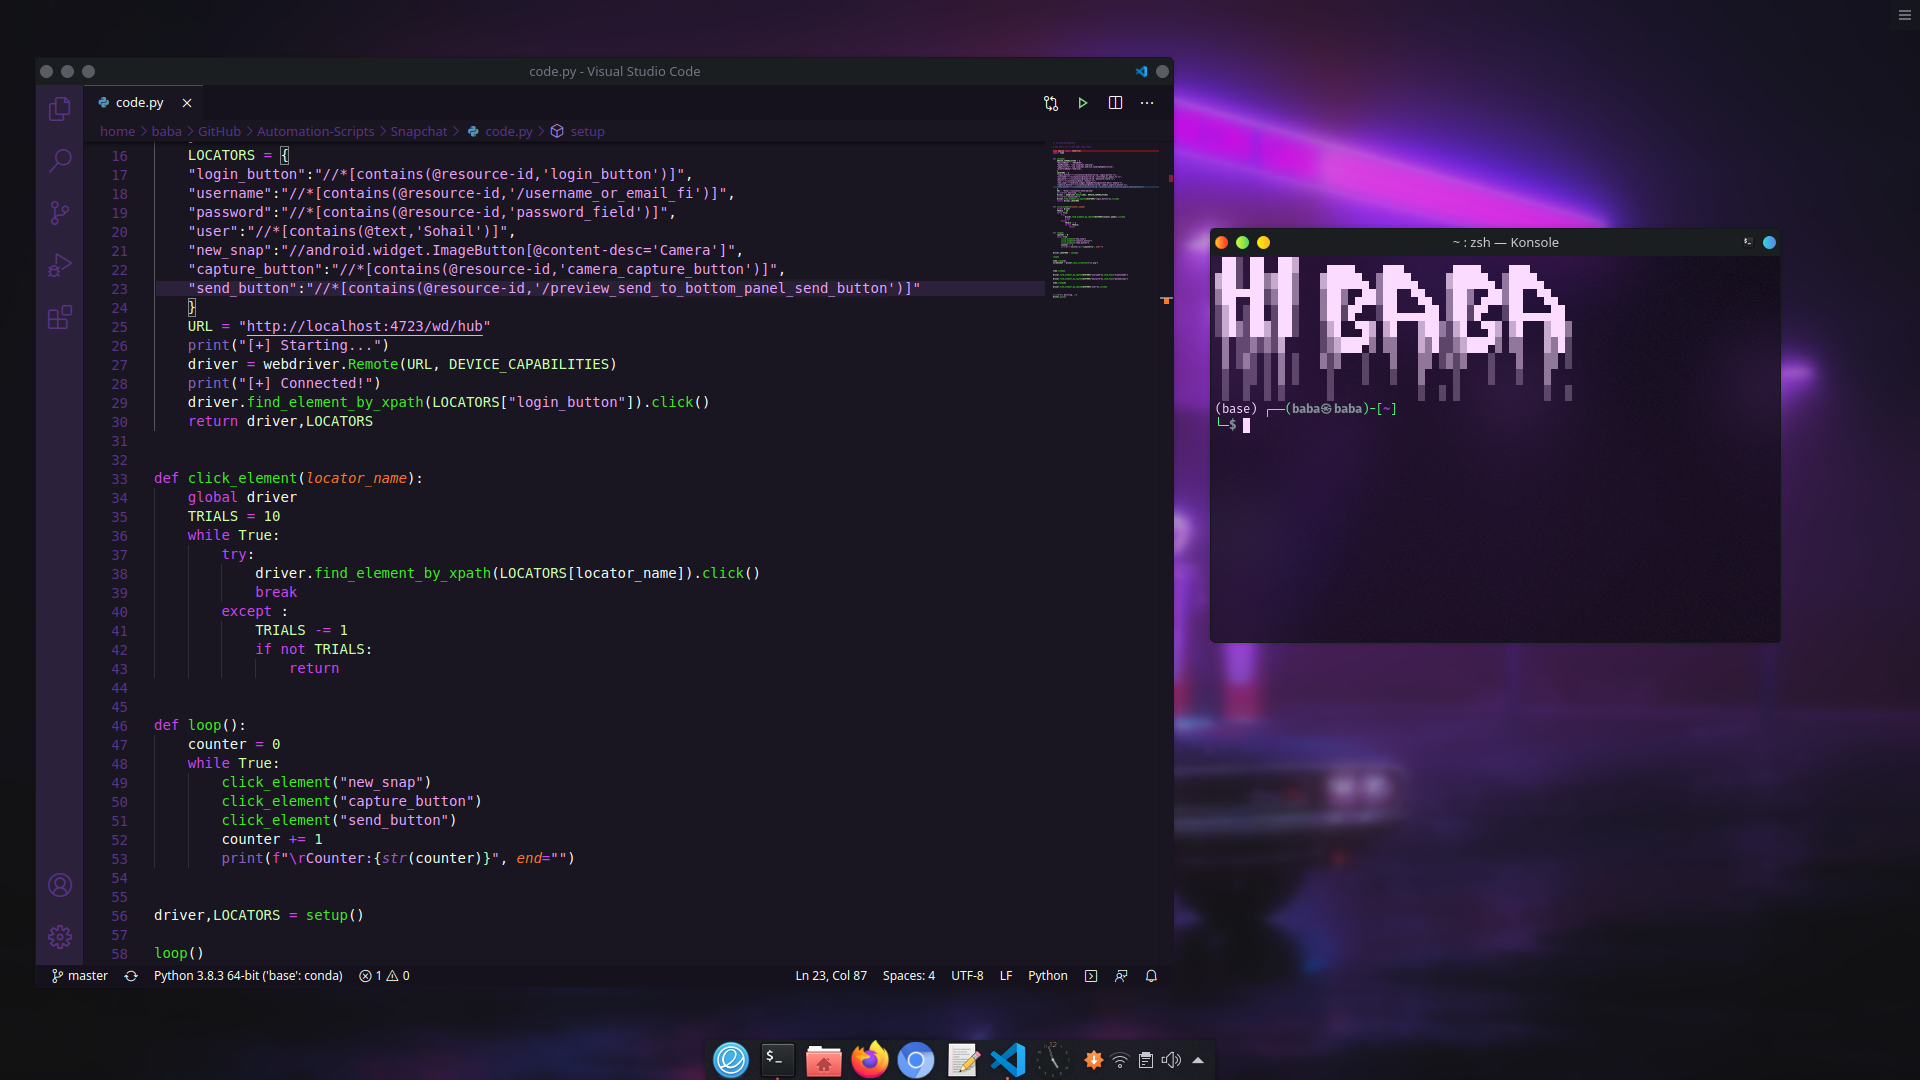 code.py - Visual Studio Code
code.py
home > baba > GitHub > Automation-Scripts > Snapchat > code.py > setup
16 LOCATORS = {
17 "login_button":"//*[contains(@resource-id,'login_button')]",
18 "username":"//*[contains(@resource-id,'/username_or_email_fi')]",
19 "password":"//*[contains(@resource-id,'password_field')]",
20 "user":"//*[contains(@text,'Sohail')]",
21 "new_snap":"//android.widget.ImageButton[@content-desc='Camera']",
22 "capture_button":"//*[contains(@resource-id,'camera_capture_button')]",
23 "send_button":"//*[contains(@resource-id,'/preview_send_to_bottom_panel_send_button')]"
24 }
25 URL = "http://localhost:4723/wd/hub"
26 print("[+] Starting...")
27 driver = webdriver.Remote(URL, DEVICE_CAPABILITIES)
28 print("[+] Connected!")
29 driver.find_element_by_xpath(LOCATORS["login_button"]).click()
30 return driver,LOCATORS
31
32
33 def click_element(locator_name):
34 global driver
35 TRIALS = 10
36 while True:
37 try:
38 driver.find_element_by_xpath(LOCATORS[locator_name]).click()
39 break
40 except :
41 TRIALS -= 1
42 if not TRIALS:
43 return
44
45
46 def loop():
47 counter = 0
48 while True:
49 click_element("new_snap")
50 click_element("capture_button")
51 click_element("send_button")
52 counter += 1
53 print(f"\rCounter:{str(counter)}", end="")
54
55
56 driver,LOCATORS = setup()
57
58 loop()
master Python 3.8.3 64-bit ('base': conda) 1 0 Ln 23, Col 87 Spaces: 4 UTF-8 LF Python
~ : zsh — Konsole
HI BABA
(base) ┌──(baba㉿baba)-[~]
└─$